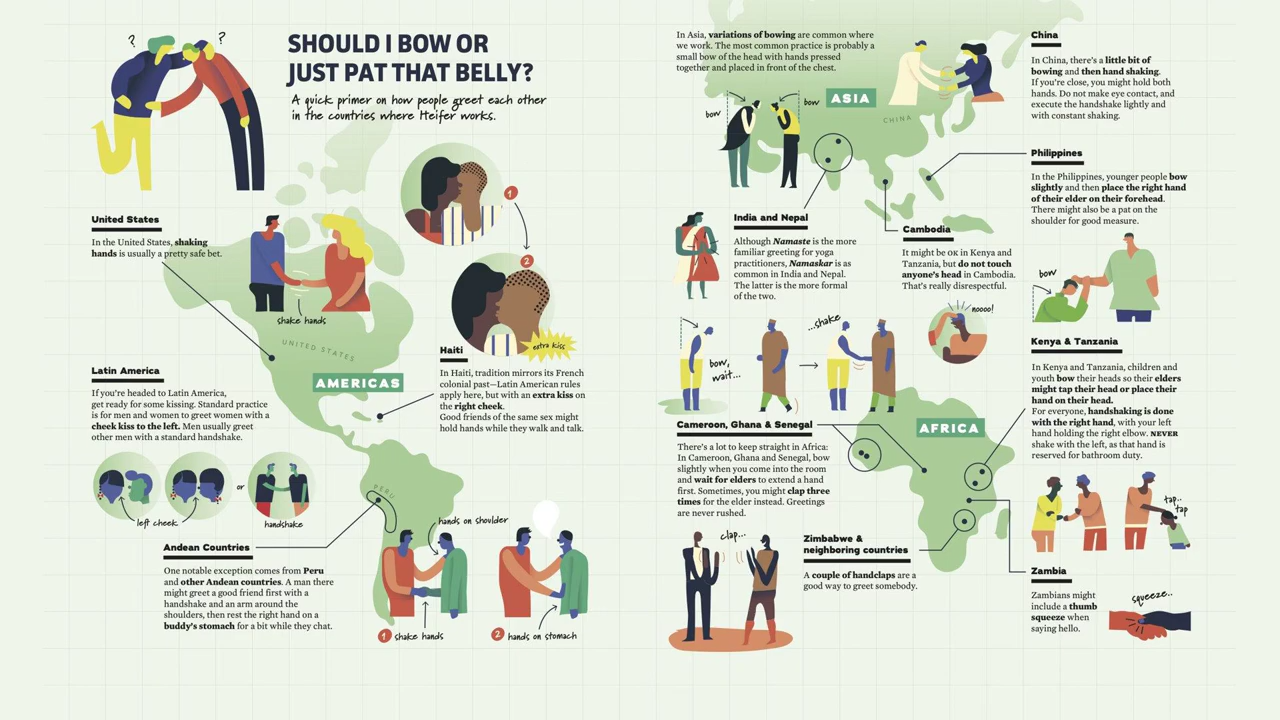 SHOULD I BOW OR
JUST PAT THAT BELLY?
A quick primer on how people greet each other
in the countries where Heifer works.
?
?
United States
In the United States, shaking
hands is usually a pretty safe bet.
shake hands
UNITED STATES
AMERICAS
1
2
extra kiss
Haiti
In Haiti, tradition mirrors its French
colonial past—Latin American rules
apply here, but with an extra kiss on
the right cheek.
Good friends of the same sex might
hold hands while they walk and talk.
Latin America
If you're headed to Latin America,
get ready for some kissing. Standard practice
is for men and women to greet women with a
cheek kiss to the left. Men usually greet
other men with a standard handshake.
left cheek
or
handshake
PERU
Andean Countries
One notable exception comes from Peru
and other Andean countries. A man there
might greet a good friend first with a
handshake and an arm around the
shoulders, then rest the right hand on a
buddy's stomach for a bit while they chat.
hands on shoulder
1 shake hands
2 hands on stomach
In Asia, variations of bowing are common where
we work. The most common practice is probably a
small bow of the head with hands pressed
together and placed in front of the chest.
bow
bow
ASIA
CHINA
China
In China, there's a little bit of
bowing and then hand shaking.
If you're close, you might hold both
hands. Do not make eye contact, and
execute the handshake lightly and
with constant shaking.
Philippines
In the Philippines, younger people bow
slightly and then place the right hand
of their elder on their forehead.
There might also be a pat on the
shoulder for good measure.
bow
India and Nepal
Although Namaste is the more
familiar greeting for yoga
practitioners, Namaskar is as
common in India and Nepal.
The latter is the more formal
of the two.
Cambodia
It might be OK in Kenya and
Tanzania, but do not touch
anyone's head in Cambodia.
That's really disrespectful.
nooo!
bow,
wait...
...shake
Cameroon, Ghana & Senegal
There's a lot to keep straight in Africa:
In Cameroon, Ghana and Senegal, bow
slightly when you come into the room
and wait for elders to extend a hand
first. Sometimes, you might clap three
times for the elder instead. Greetings
are never rushed.
AFRICA
Kenya & Tanzania
In Kenya and Tanzania, children and
youth bow their heads so their elders
might tap their head or place their
hand on their head.
For everyone, handshaking is done
with the right hand, with your left
hand holding the right elbow. NEVER
shake with the left, as that hand is
reserved for bathroom duty.
tap..
tap
clap...
Zimbabwe &
neighboring countries
A couple of handclaps are a
good way to greet somebody.
Zambia
Zambians might
include a thumb
squeeze when
saying hello.
squeeze..